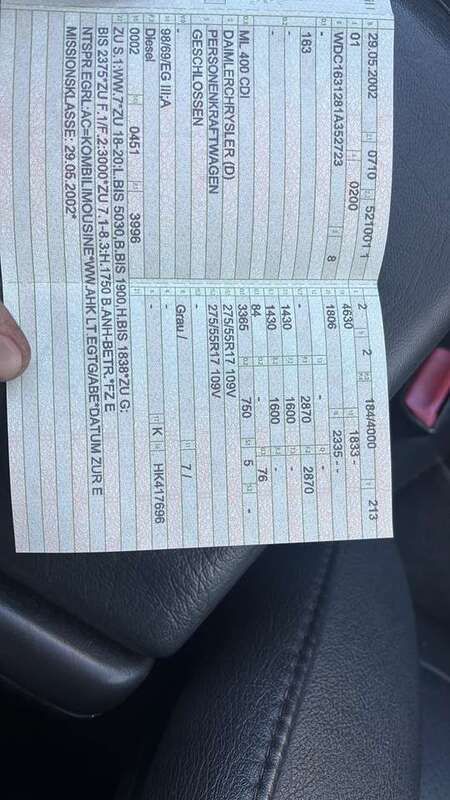 29.05.2002 0710 521001 1
01 0200
WDC1631281A352723 8
-
163
-
ML 400 CDI
DAIMLERCHRYSLER (D)
PERSONENKRAFTWAGEN
GESCHLOSSEN
-
98/69/EG III;A
Diesel
0002 0451 3996
2 2 184/4000 213
4630 1833 -
1806 2335 - -
- 2870 2870
- - -
1430 1600
1430 1600
84 76
3365 750 5 -
275/55R17 109V
275/55R17 109V
-
Grau / 7 /
-
- K HK417696
ZU S.1:WW.7*ZU 18-20:L.BIS 5030,B.BIS 1900,H.BIS 1838*ZU G:
BIS 2375*ZU F.1/F.2:3000*ZU 7.1-8.3:H.1750 B.ANH-BETR.*FZ E
NTSPR.EGRL.:AC=KOMBILIMOUSINE*WW.AHK LT.EGTG/ABE*DATUM ZUR E
MISSIONSKLASSE: 29.05.2002*